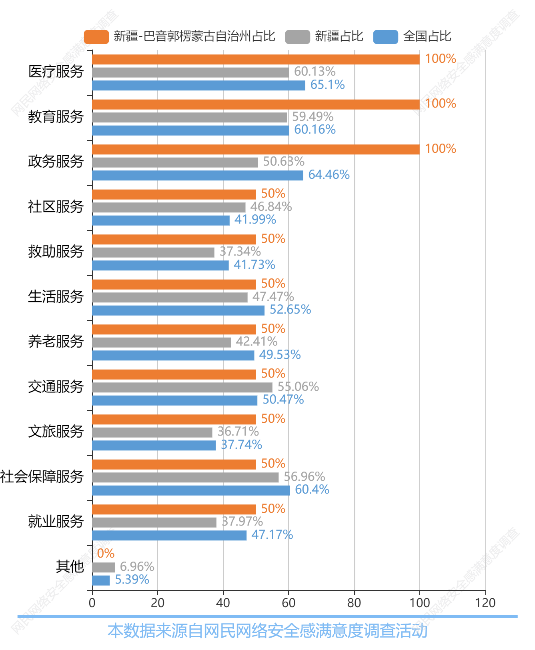 新疆-巴音郭楞蒙古自治州占比 新疆占比 全国占比
医疗服务 100% 60.13% 65.1%
教育服务 100% 59.49% 60.16%
政务服务 100% 50.63% 64.46%
社区服务 50% 46.84% 41.99%
救助服务 50% 37.34% 41.73%
生活服务 50% 47.47% 52.65%
养老服务 50% 42.41% 49.53%
交通服务 50% 55.06% 50.47%
文旅服务 50% 36.71% 37.74%
社会保障服务 50% 56.96% 60.4%
就业服务 50% 37.97% 47.17%
其他 0% 6.96% 5.39%
0 20 40 60 80 100 120
本数据来源自网民网络安全感满意度调查活动